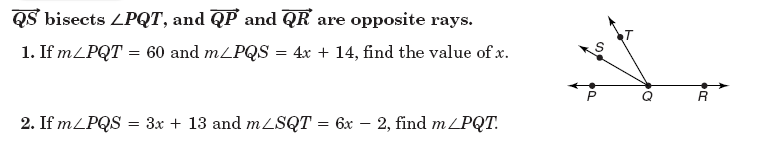 QS bisects ∠PQT, and QP and QR are opposite rays.
1. If m∠PQT = 60 and m∠PQS = 4x + 14, find the value of x.
T
S
P
Q
R
2. If m∠PQS = 3x + 13 and m∠SQT = 6x − 2, find m∠PQT.